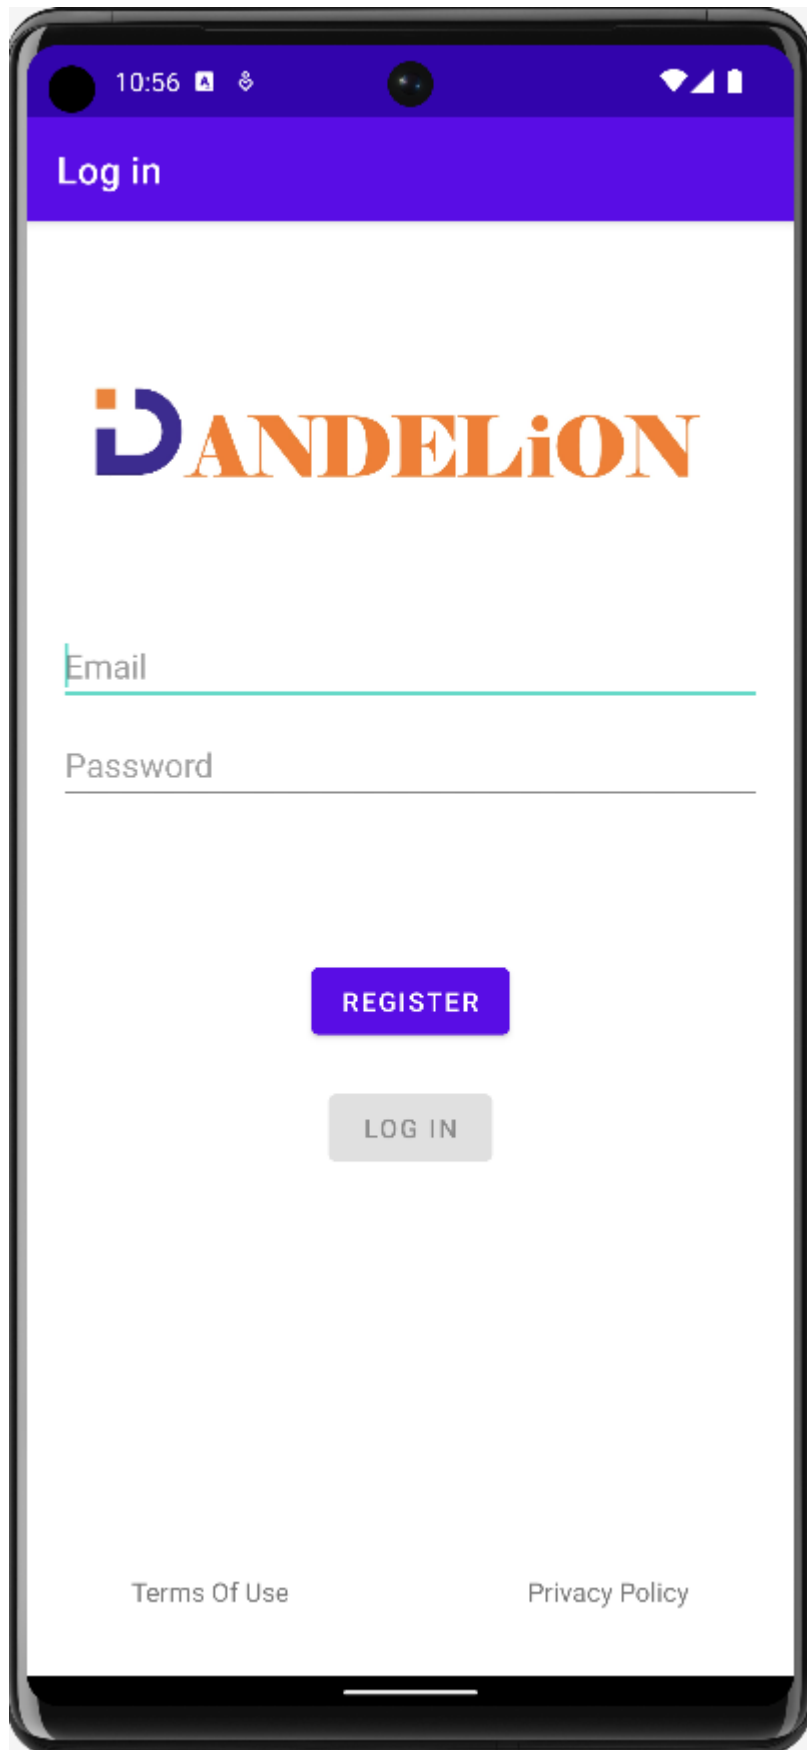 10:56
Log in
DANDELiON
Email
Password
REGISTER
LOG IN
Terms Of Use Privacy Policy